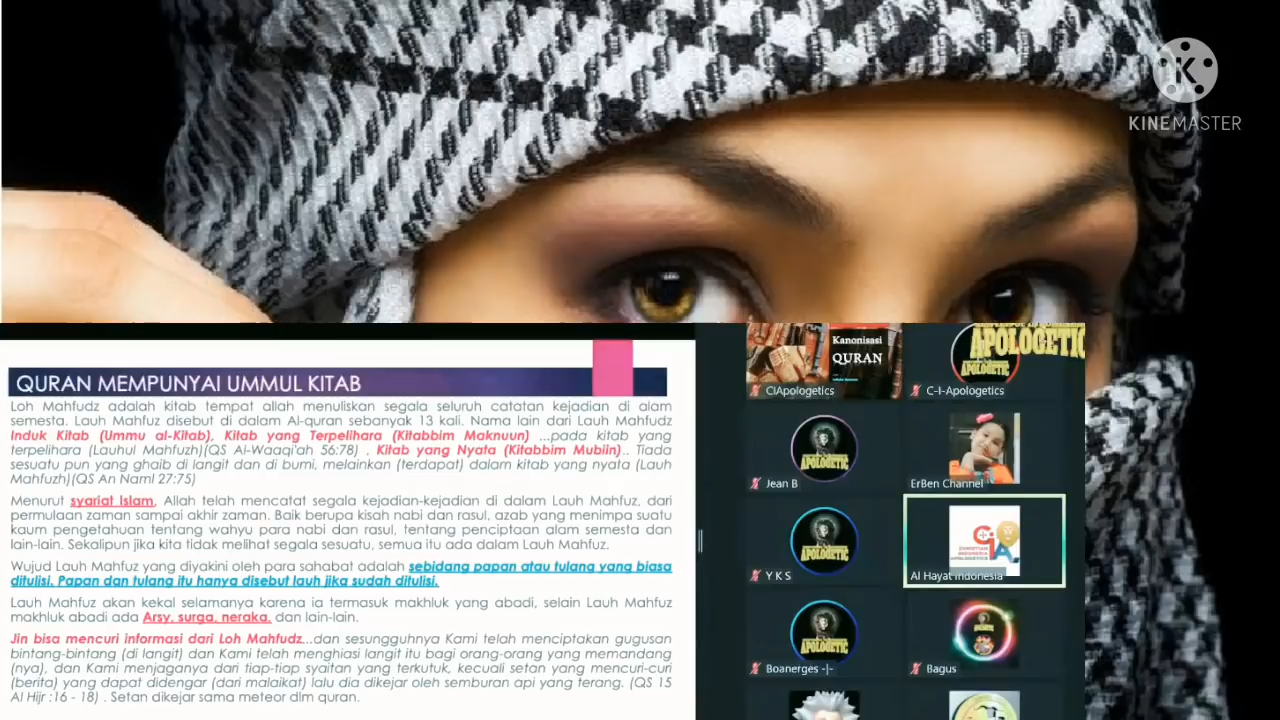 K
KINEMASTER
QURAN MEMPUNYAI UMMUL KITAB
Loh Mahfudz adalah kitab tempat allah menuliskan segala seluruh catatan kejadian di alam
semesta. Lauh Mahfuz disebut di dalam Al-quran sebanyak 13 kali. Nama lain dari Lauh Mahfudz
Induk Kitab (Ummu al-Kitab), Kitab yang Terpelihara (Kitabbim Maknuun) ...pada kitab yang
terpelihara (Lauhul Mahfuzh)(QS Al-Waaqi'ah 56:78) . Kitab yang Nyata (Kitabbim Mubiin).. Tiada
sesuatu pun yang ghaib di langit dan di bumi, melainkan (terdapat) dalam kitab yang nyata (Lauh
Mahfuzh)(QS An Naml 27:75)
Menurut syariat Islam, Allah telah mencatat segala kejadian-kejadian di dalam Lauh Mahfuz, dari
permulaan zaman sampai akhir zaman. Baik berupa kisah nabi dan rasul, azab yang menimpa suatu
kaum pengetahuan tentang wahyu para nabi dan rasul, tentang penciptaan alam semesta dan
lain-lain. Sekalipun jika kita tidak melihat segala sesuatu, semua itu ada dalam Lauh Mahfuz.
Wujud Lauh Mahfuz yang diyakini oleh para sahabat adalah sebidang papan atau tulang yang biasa
ditulisi. Papan dan tulang itu hanya disebut lauh jika sudah ditulisi.
Lauh Mahfuz akan kekal selamanya karena ia termasuk makhluk yang abadi, selain Lauh Mahfuz
makhluk abadi ada Arsy, surga, neraka, dan lain-lain.
Jin bisa mencuri informasi dari Loh Mahfudz...dan sesungguhnya Kami telah menciptakan gugusan
bintang-bintang (di langit) dan Kami telah menghiasi langit itu bagi orang-orang yang memandang
(nya), dan Kami menjaganya dari tiap-tiap syaitan yang terkutuk, kecuali setan yang mencuri-curi
(berita) yang dapat didengar (dari malaikat) lalu dia dikejar oleh semburan api yang terang. (QS 15
Al Hijr :16 - 18) . Setan dikejar sama meteor dlm quran.
Kanonisasi
QURAN
CIApologetics
APOLOGETIC
APOLOGETIC
C-I-Apologetics
APOLOGETIC
Jean B
ErBen Channel
APOLOGETIC
Y K S
CIA
CHRISTIAN
INDONESIA
APOLOGETICS
Al Hayat Indonesia
APOLOGETIC
Boanerges -|-
Bagus